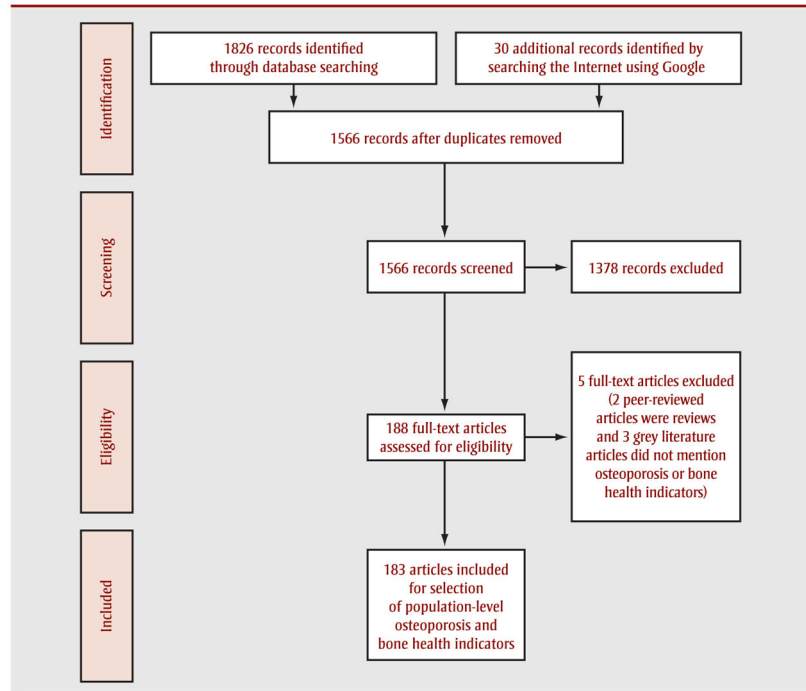 Identification
1826 records identified
through database searching
30 additional records identified by
searching the Internet using Google
1566 records after duplicates removed
Screening
1566 records screened
1378 records excluded
Eligibility
188 full-text articles
assessed for eligibility
5 full-text articles excluded
(2 peer-reviewed
articles were reviews
and 3 grey literature
articles did not mention
osteoporosis or bone
health indicators)
Included
183 articles included
for selection
of population-level
osteoporosis and
bone health indicators